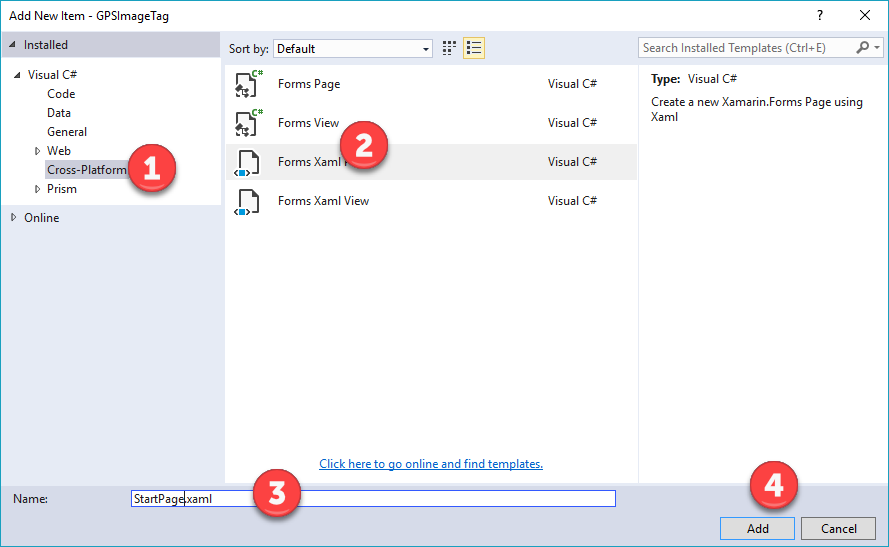 Add New Item - GPSImageTag
?
Installed
Sort by: Default
Search Installed Templates (Ctrl+E)
Visual C#
Code
Data
General
Web
Cross-Platform
Prism
Online
1
C# Forms Page Visual C#
C# Forms View Visual C#
2
Forms Xaml Visual C#
Forms Xaml View Visual C#
Type: Visual C#
Create a new Xamarin.Forms Page using
Xaml
Click here to go online and find templates.
Name: StartPage.xaml
3
4
Add Cancel